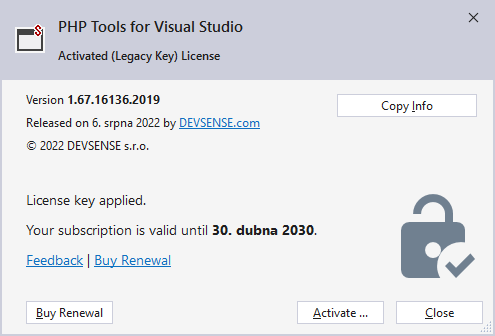 PHP Tools for Visual Studio
Activated (Legacy Key) License
Version 1.67.16136.2019
Copy Info
Released on 6. srpna 2022 by DEVSENSE.com
© 2022 DEVSENSE s.r.o.
License key applied.
Your subscription is valid until 30. dubna 2030.
Feedback | Buy Renewal
Buy Renewal
Activate ...
Close